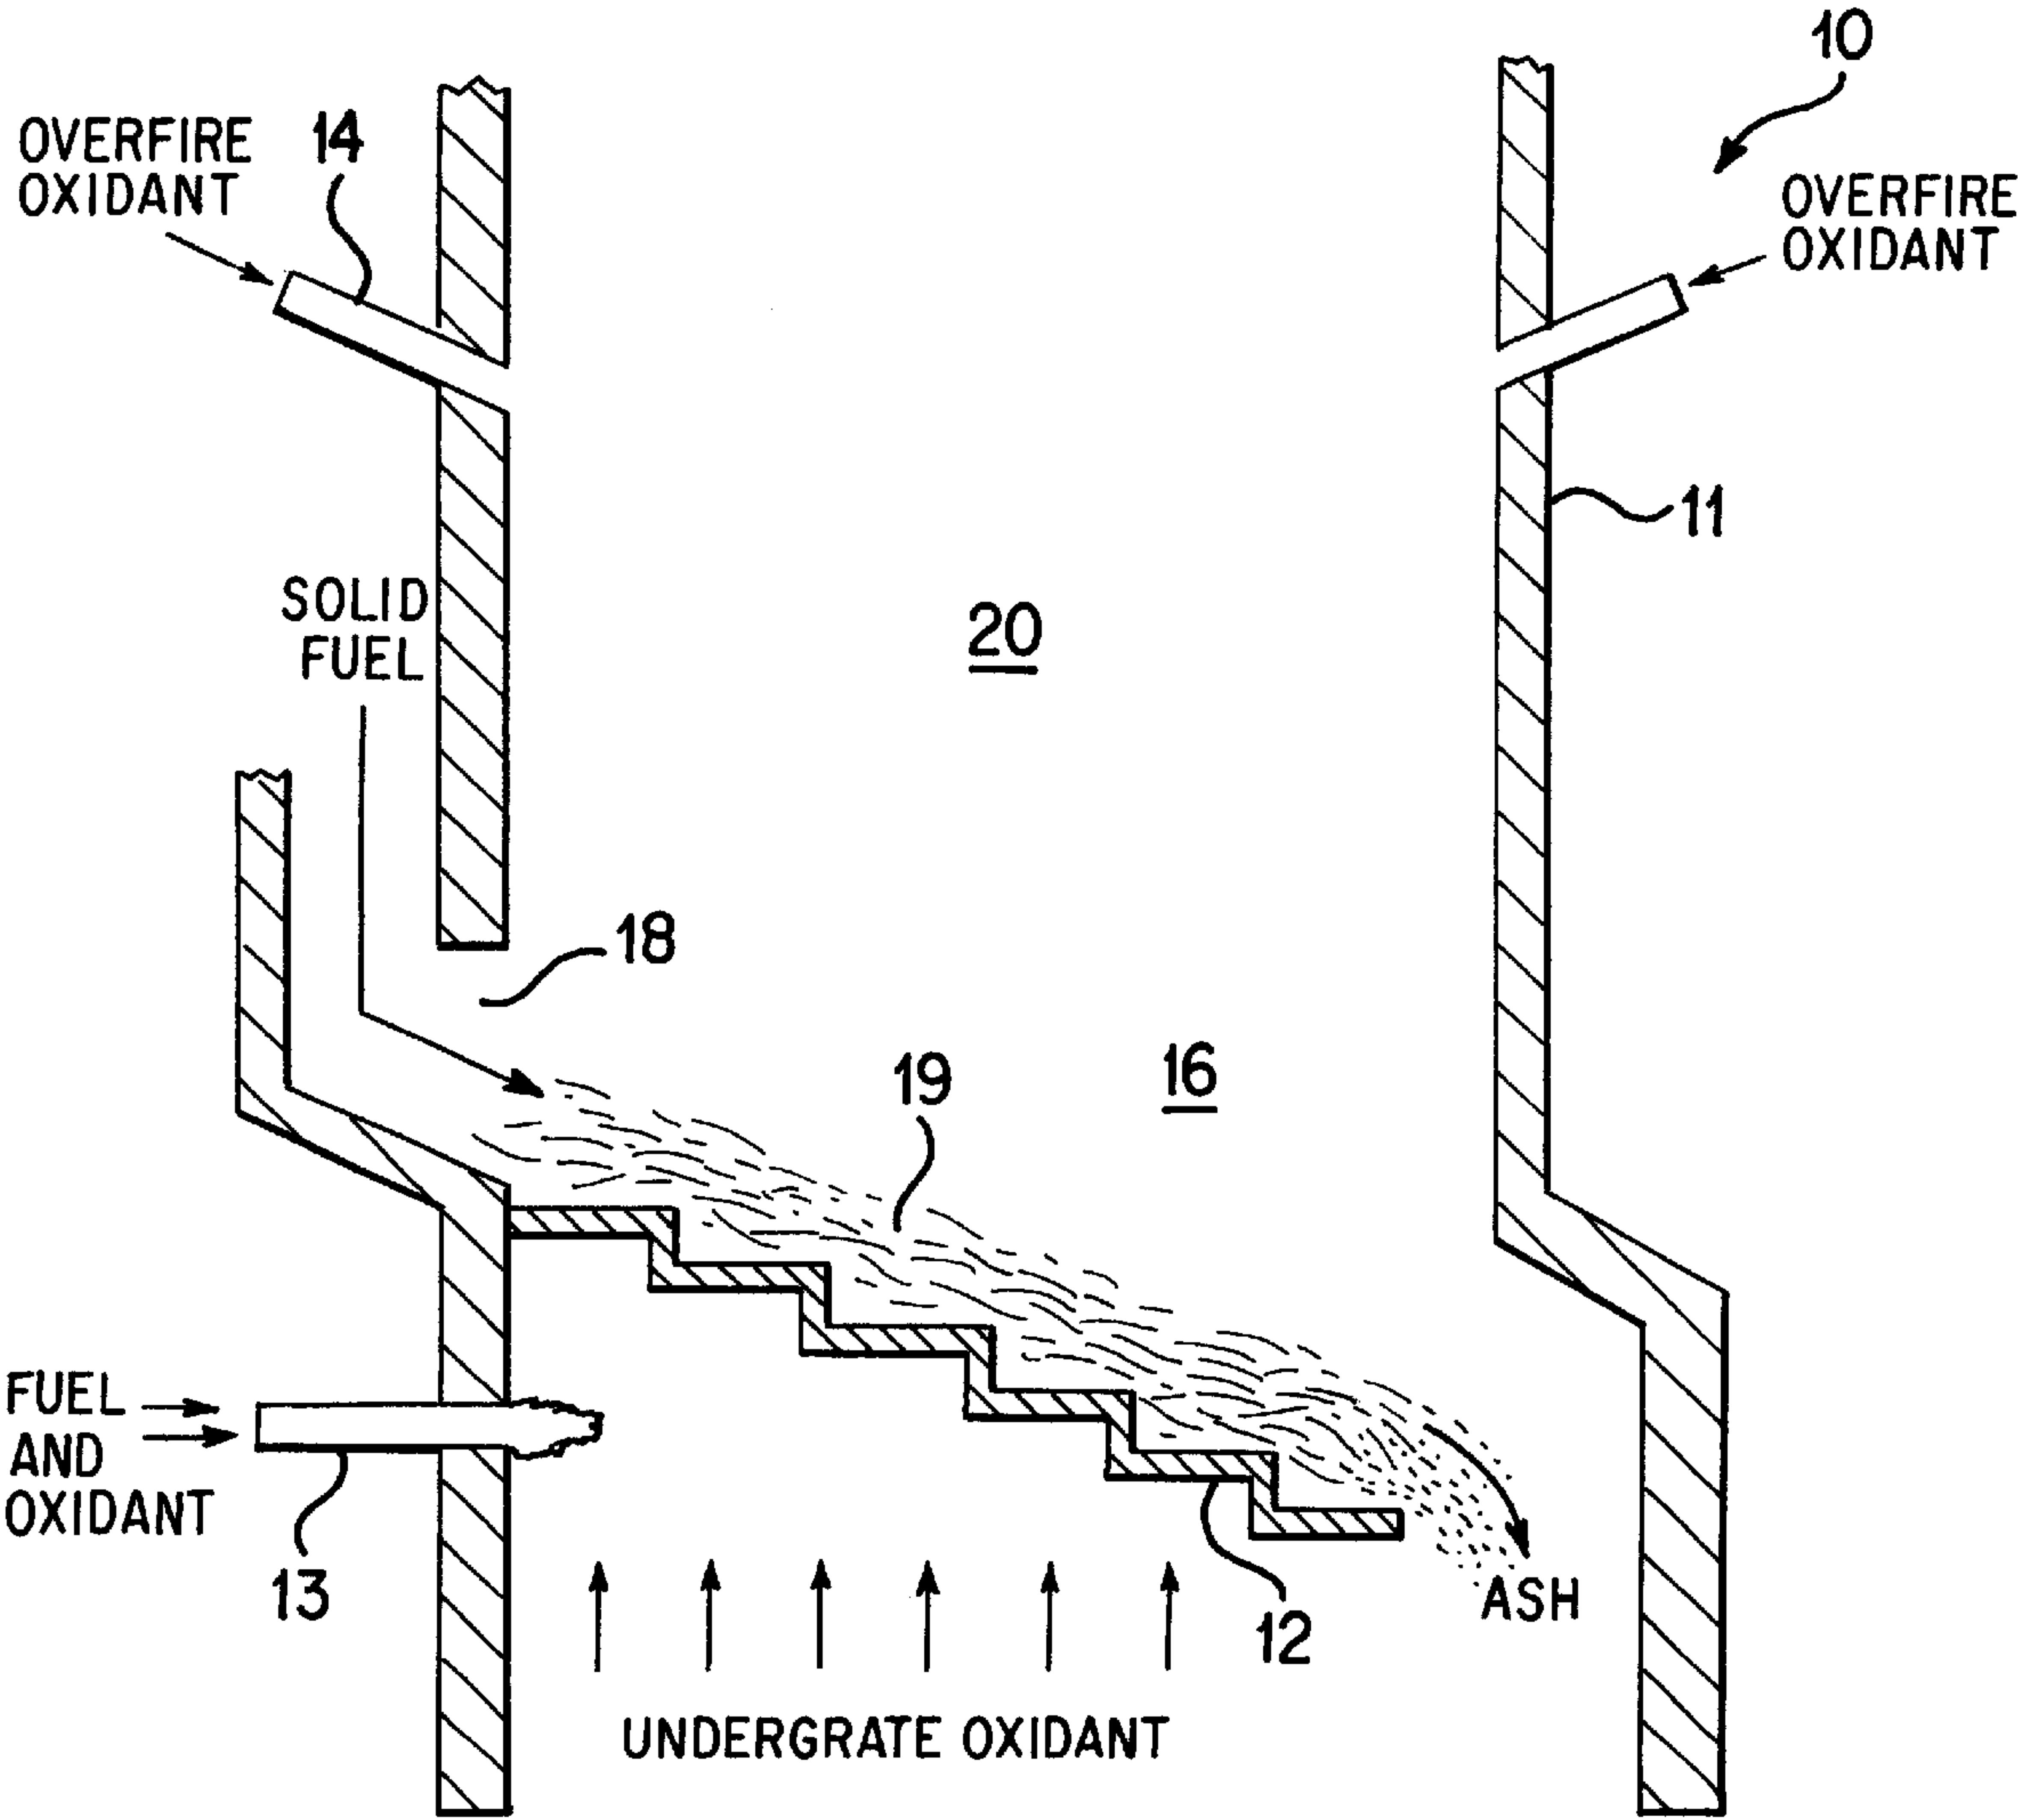 10
OVERFIRE
OXIDANT
14
OVERFIRE
OXIDANT
11
SOLID
FUEL
20
18
19
16
FUEL
AND
OXIDANT
13
12
ASH
UNDERGRATE OXIDANT